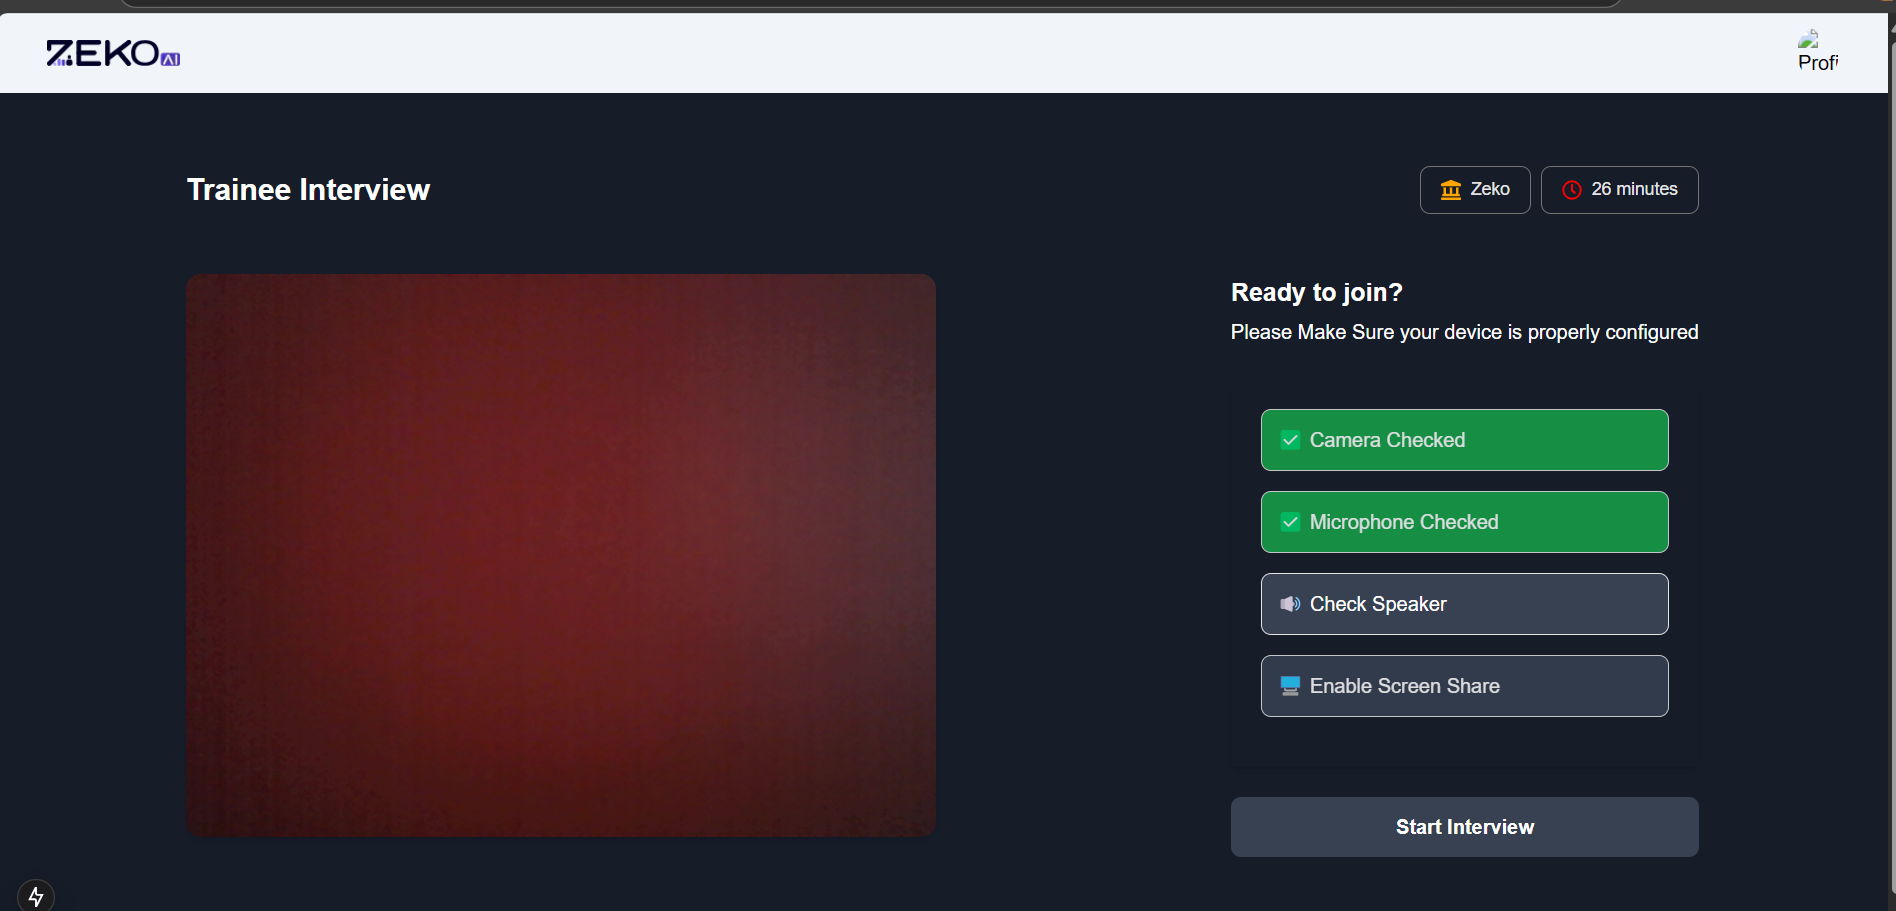 ZEKO AI
Profi
Trainee Interview
Zeko
26 minutes
Ready to join?
Please Make Sure your device is properly configured
Camera Checked
Microphone Checked
Check Speaker
Enable Screen Share
Start Interview